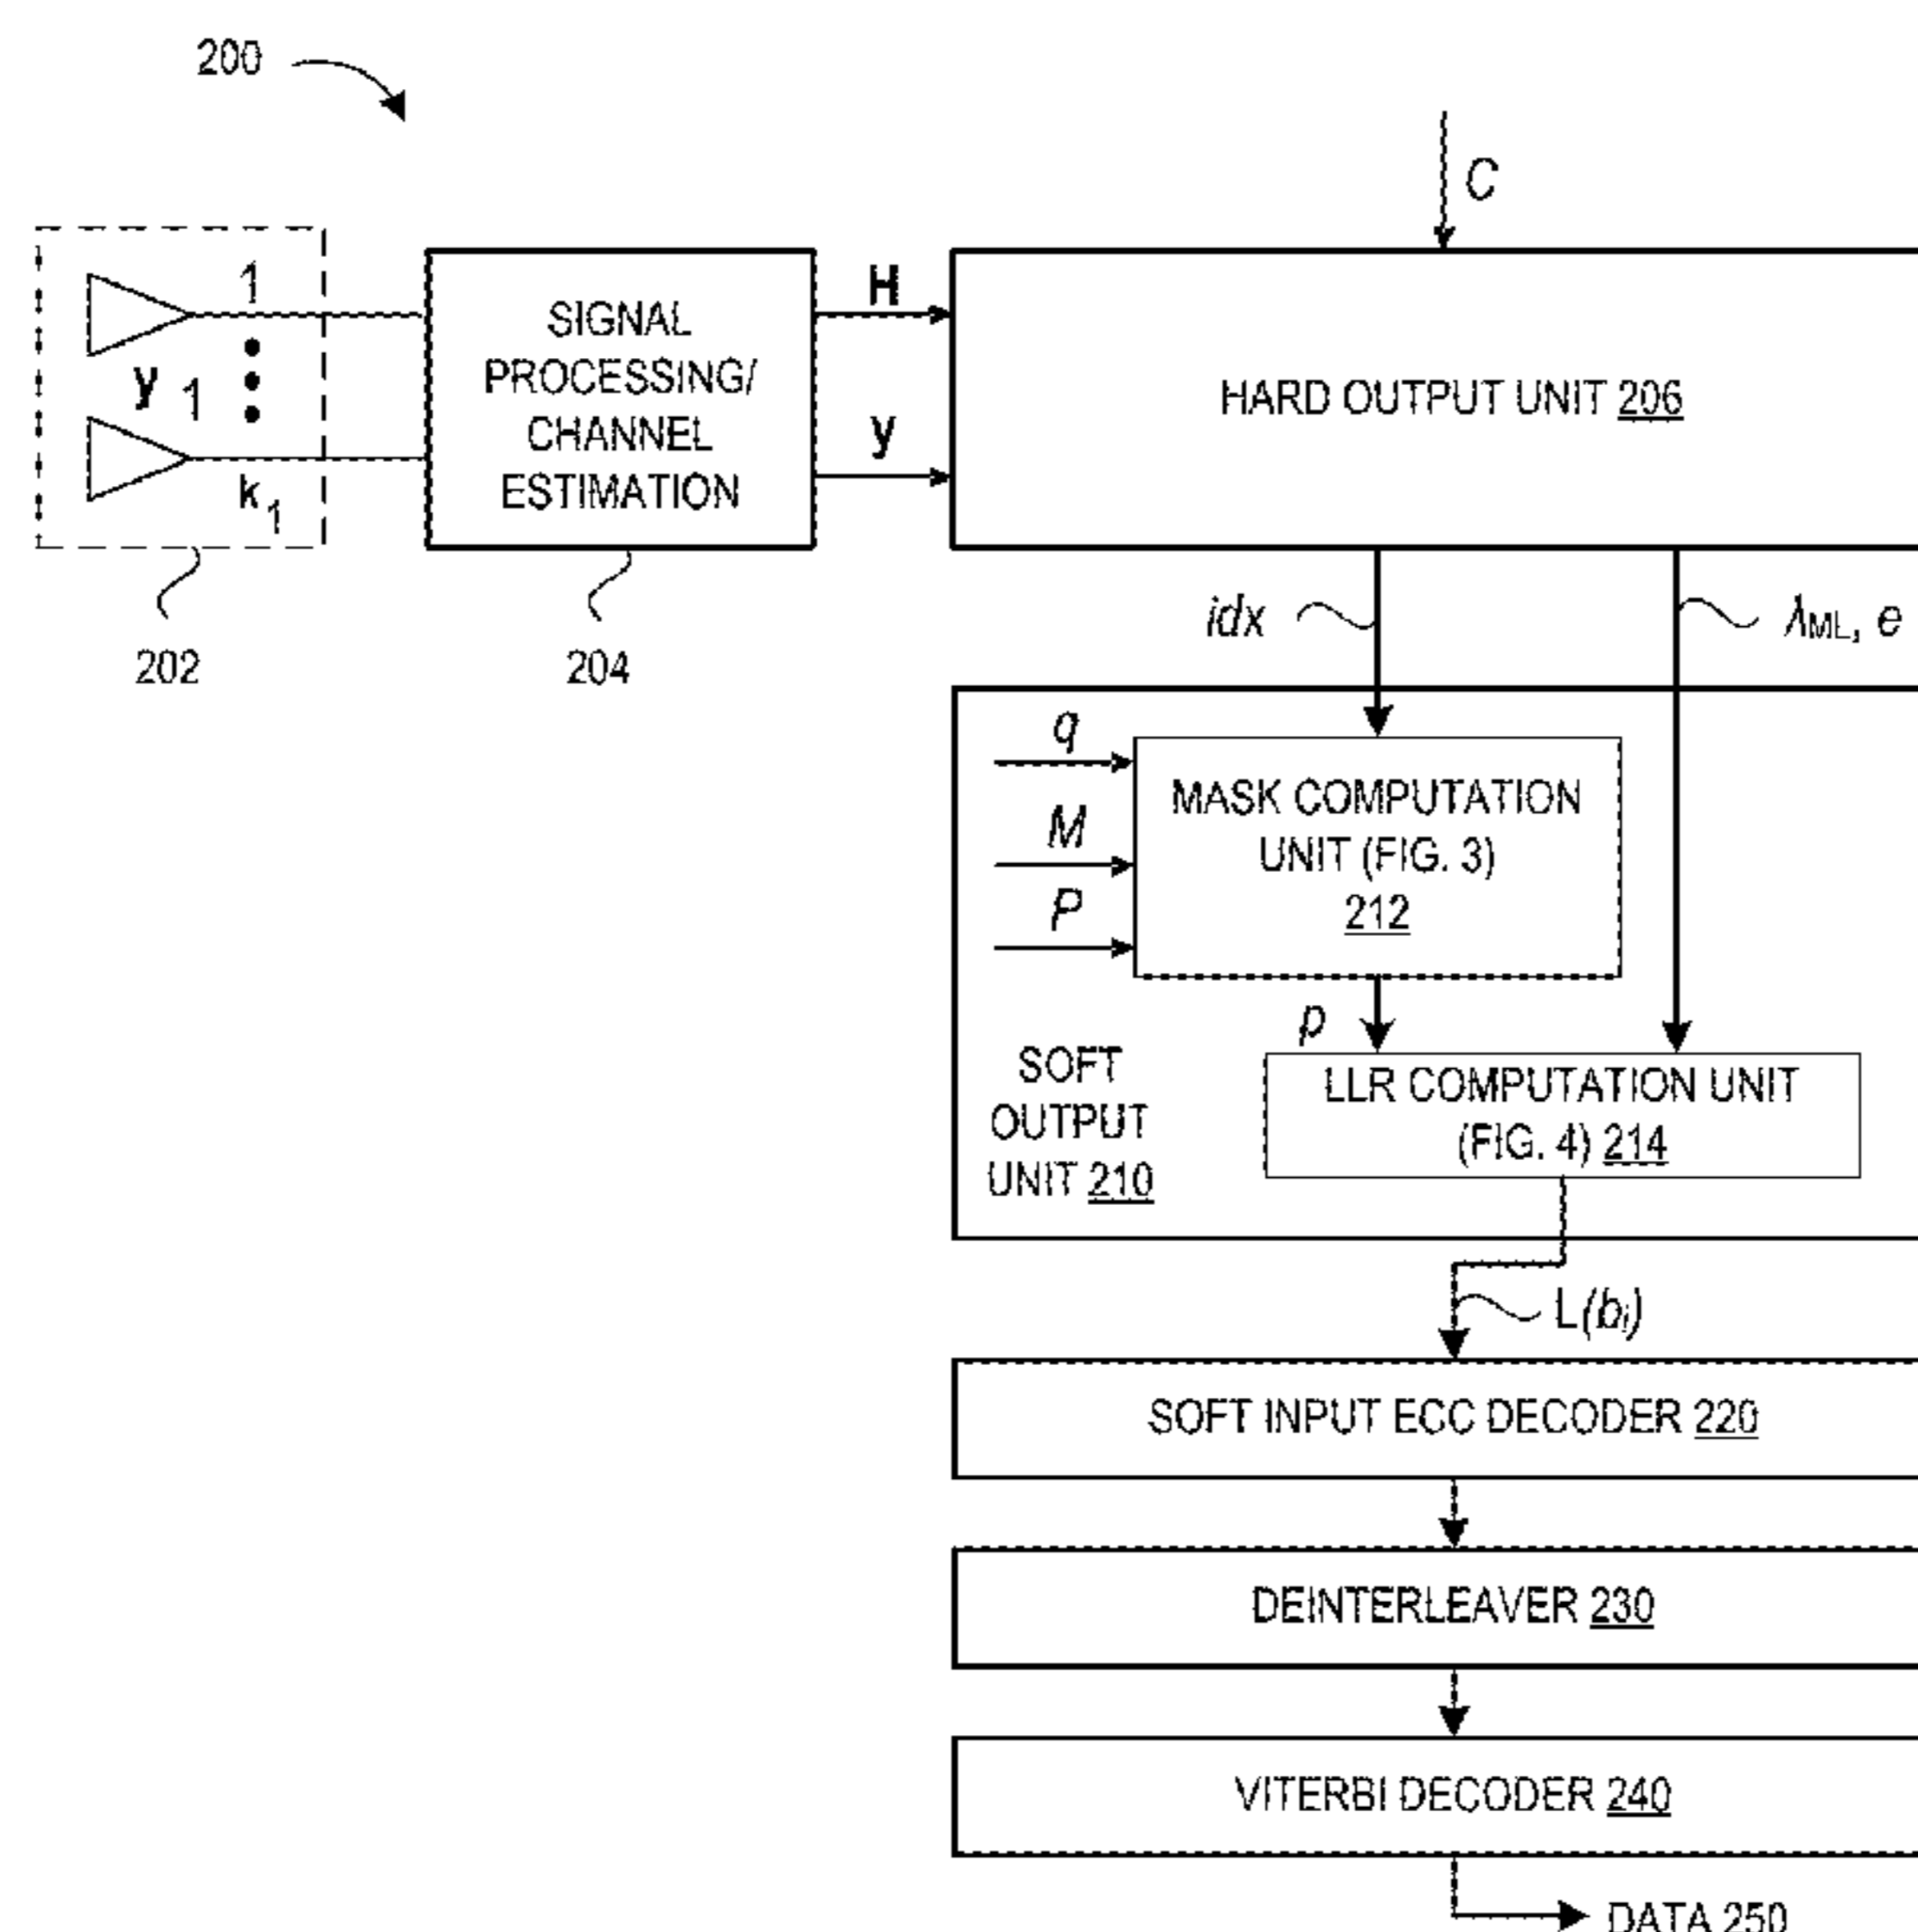 200
C
1
y 1
k 1
202
SIGNAL
PROCESSING/
CHANNEL
ESTIMATION
204
H
y
HARD OUTPUT UNIT 206
idx
λML, e
q
M
P
MASK COMPUTATION
UNIT (FIG. 3)
212
p
SOFT
OUTPUT
UNIT 210
LLR COMPUTATION UNIT
(FIG. 4) 214
L(bi)
SOFT INPUT ECC DECODER 220
DEINTERLEAVER 230
VITERBI DECODER 240
DATA 250